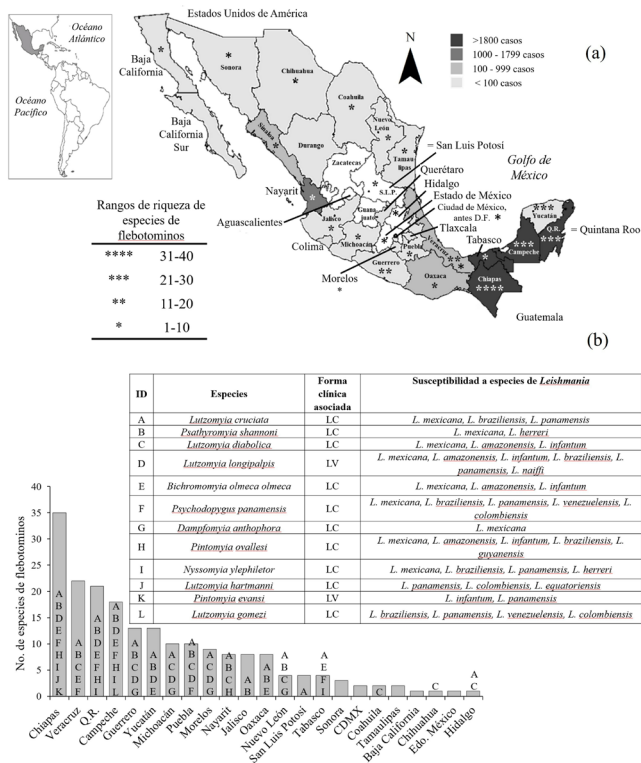 Océano
Atlántico
Océano
Pacífico
Estados Unidos de América
(a)
N
>1800 casos
1000 - 1799 casos
100 - 999 casos
< 100 casos
Baja
California
Baja
California
Sur
*
Sonora
*
Chihuahua
*
Coahuila
*
Nuevo
León
*
Tamau
lipas
*
Sinaloa
*
Durango
Zacatecas
S.L.P.
*
= San Luis Potosí
Querétaro
Hidalgo
Estado de México
Ciudad de México,
antes D.F. *
Tlaxcala
Tabasco
Golfo de
México
Nayarit
*
Aguascalientes
Jalisco
*
Guana
juato
Colima
Michoacán
*
Morelos
*
Guerrero
**
Puebla
*
Veracruz
***
Oaxaca
*
Chiapas
****
Campeche
***
Yucatán
***
Q.R.
***
= Quintana Roo
Guatemala
Rangos de riqueza de
especies de
flebotominos
**** 31-40
*** 21-30
** 11-20
* 1-10
(b)
ID Especies Forma clínica asociada Susceptibilidad a especies de Leishmania
A Lutzomyia cruciata LC L. mexicana, L. braziliensis, L. panamensis
B Psathyromyia shannoni LC L. mexicana, L. herreri
C Lutzomyia diabolica LC L. mexicana, L. amazonensis, L. infantum
D Lutzomyia longipalpis LV L. mexicana, L. amazonensis, L. infantum, L. braziliensis, L. panamensis, L. naiffi
E Bichromomyia olmeca olmeca LC L. mexicana, L. amazonensis, L. infantum
F Psychodopygus panamensis LC L. mexicana, L. braziliensis, L. panamensis, L. venezuelensis, L. colombiensis
G Dampfomyia anthophora LC L. mexicana
H Pintomyia ovallesi LC L. mexicana, L. amazonensis, L. infantum, L. braziliensis, L. guyanensis
I Nyssomyia ylephiletor LC L. mexicana, L. braziliensis, L. panamensis, L. herreri
J Lutzomyia hartmanni LC L. panamensis, L. colombiensis, L. equatoriensis
K Pintomyia evansi LV L. infantum, L. panamensis
L Lutzomyia gomezi LC L. braziliensis, L. panamensis, L. venezuelensis, L. colombiensis
No. de especies de flebotominos
40
35
30
25
20
15
10
5
0
A B D E F H I J K
A B C E F
A B D E F H I
A B D E F H I L
A B C D G
A B D E
A C D G
A B C D F
A C D G
A B C H
A B
A B E
A B C G
A
A E F I
C
C
A C
Chiapas
Veracruz
Q.R.
Campeche
Guerrero
Yucatán
Michoacán
Puebla
Morelos
Nayarit
Jalisco
Oaxaca
Nuevo León
San Luis Potosí
Tabasco
Sonora
CDMX
Coahuila
Tamaulipas
Baja California
Chihuahua
Edo. México
Hidalgo